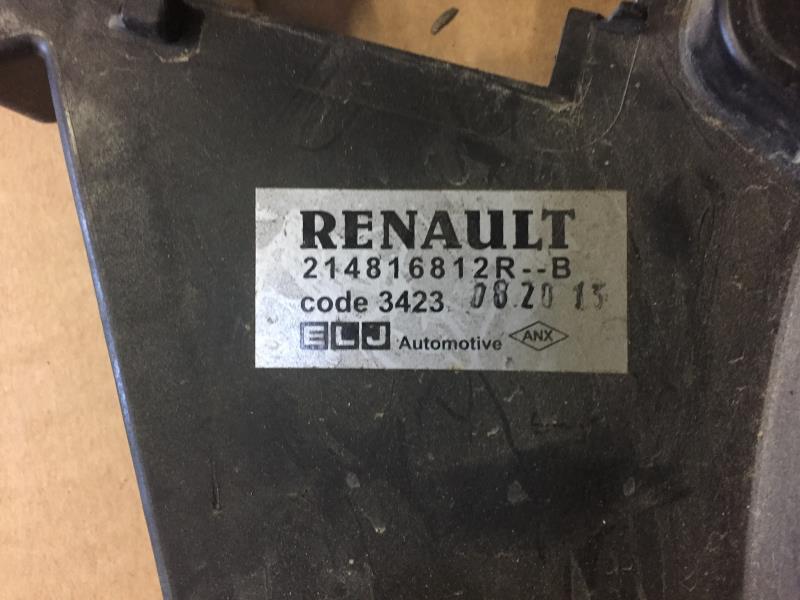 RENAULT
214816812R--B
code 3423 08.20 15
ELJ Automotive ANX